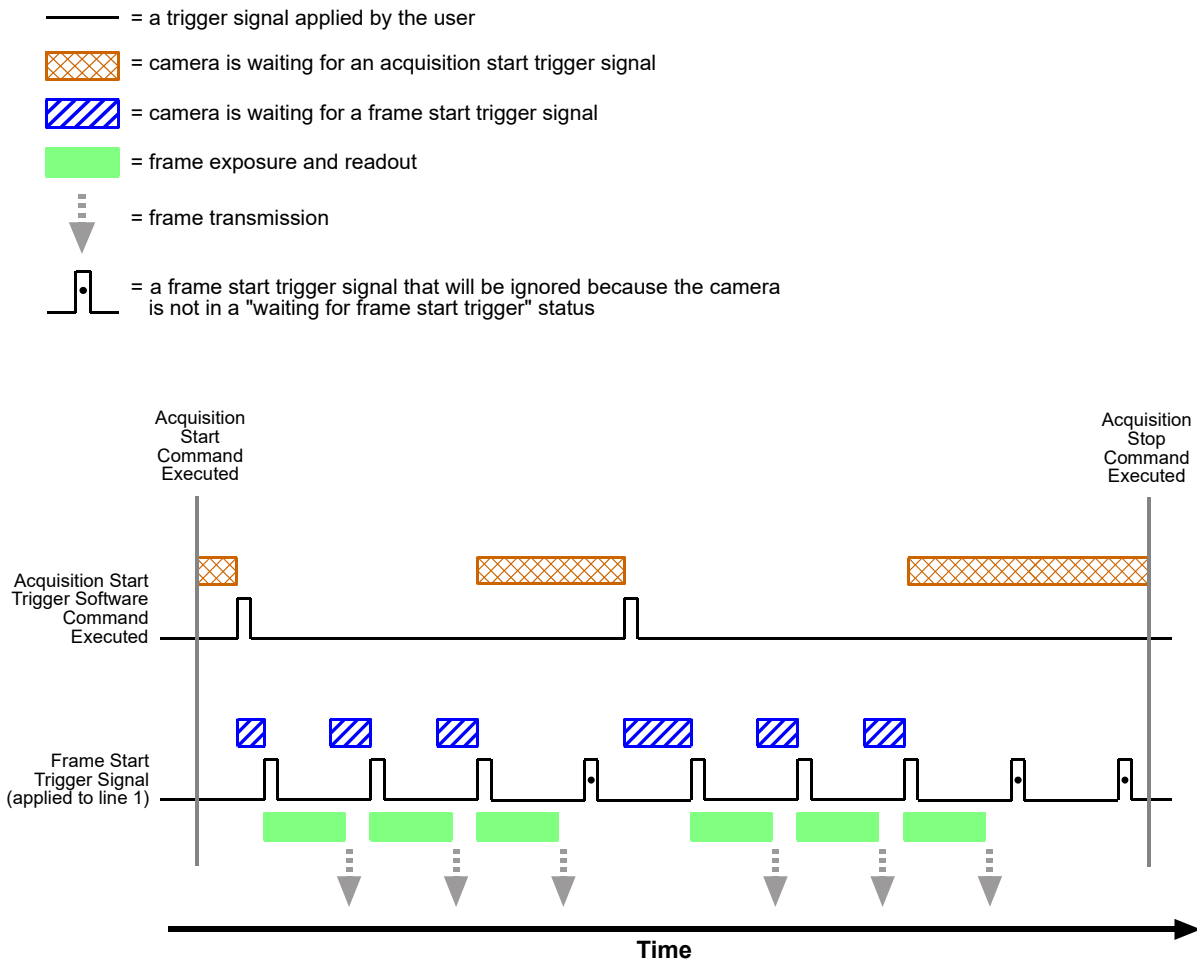 = a trigger signal applied by the user
= camera is waiting for an acquisition start trigger signal
= camera is waiting for a frame start trigger signal
= frame exposure and readout
= frame transmission
= a frame start trigger signal that will be ignored because the camera
is not in a "waiting for frame start trigger" status
Acquisition
Start
Command
Executed
Acquisition
Stop
Command
Executed
Acquisition Start
Trigger Software
Command
Executed
Frame Start
Trigger Signal
(applied to line 1)
Time